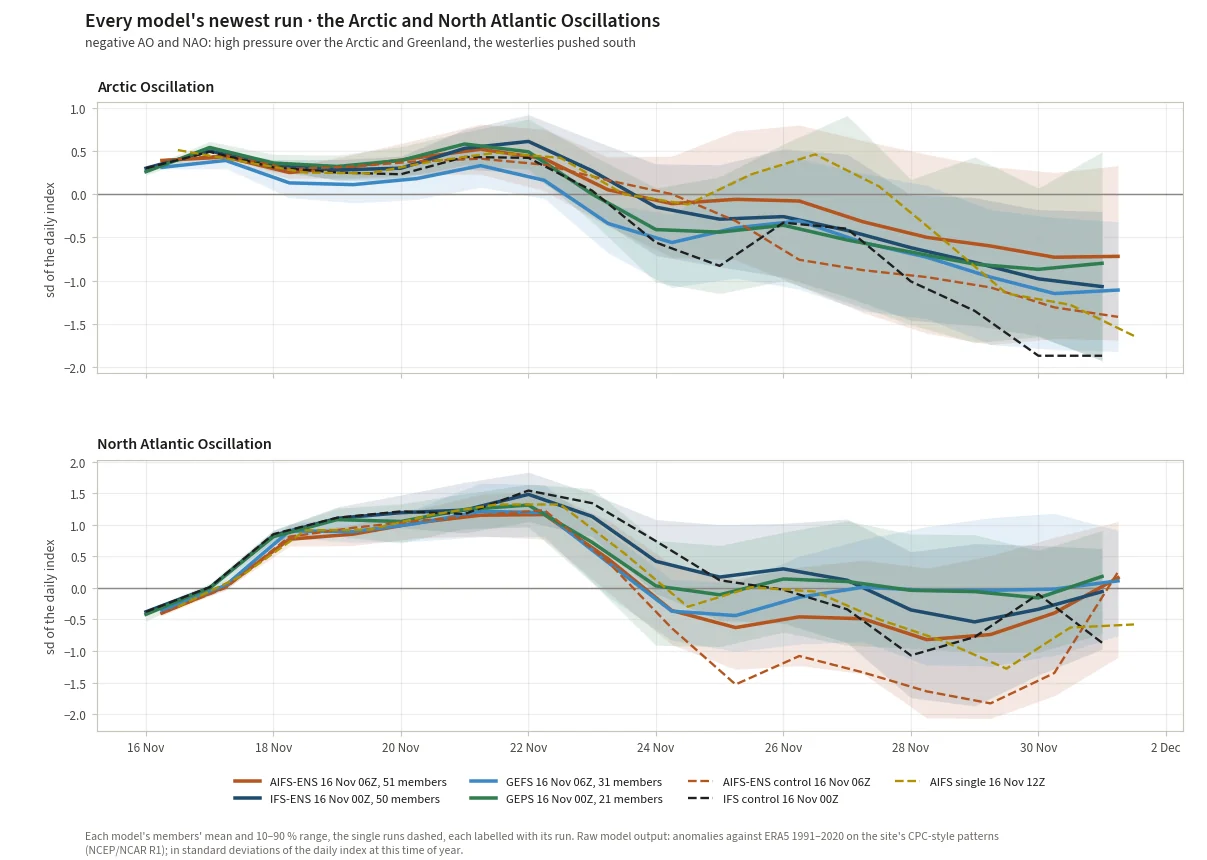 Every model's newest run · the Arctic and North Atlantic Oscillations
negative AO and NAO: high pressure over the Arctic and Greenland, the westerlies pushed south
Arctic Oscillation
1.0
0.5
0.0
−0.5
−1.0
−1.5
−2.0
sd of the daily index
North Atlantic Oscillation
2.0
1.5
1.0
0.5
0.0
−0.5
−1.0
−1.5
−2.0
sd of the daily index
16 Nov 18 Nov 20 Nov 22 Nov 24 Nov 26 Nov 28 Nov 30 Nov 2 Dec
AIFS-ENS 16 Nov 06Z, 51 members GEFS 16 Nov 06Z, 31 members AIFS-ENS control 16 Nov 06Z AIFS single 16 Nov 12Z
IFS-ENS 16 Nov 00Z, 50 members GEPS 16 Nov 00Z, 21 members IFS control 16 Nov 00Z
Each model's members' mean and 10–90 % range, the single runs dashed, each labelled with its run. Raw model output: anomalies against ERA5 1991–2020 on the site's CPC-style patterns
(NCEP/NCAR R1); in standard deviations of the daily index at this time of year.